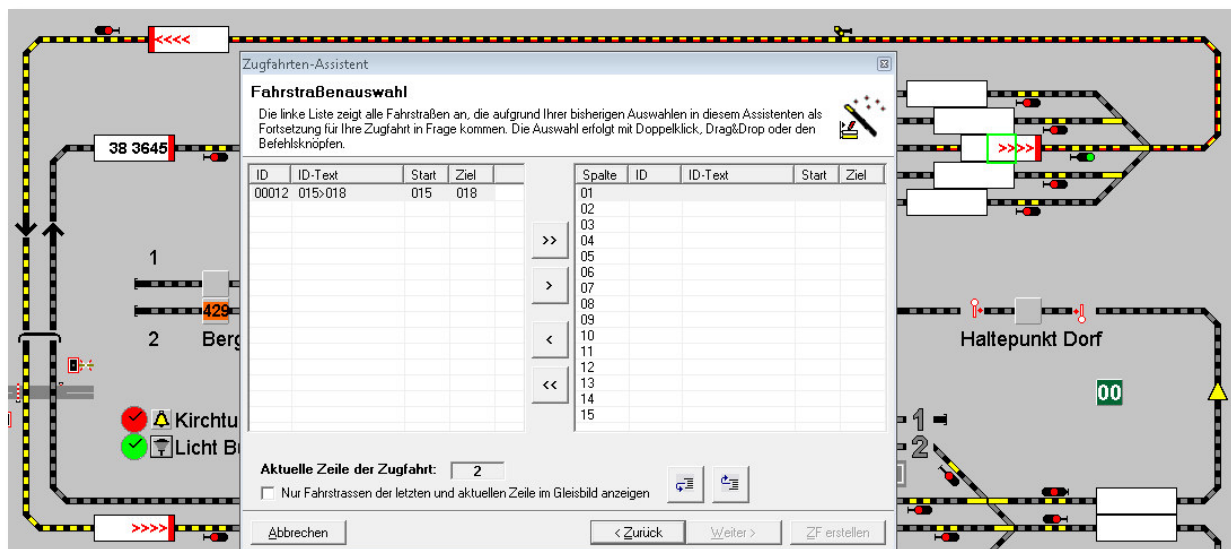 <<<<
Zugfahrten-Assistent
Fahrstraßenauswahl
Die linke Liste zeigt alle Fahrstraßen an, die aufgrund Ihrer bisherigen Auswahlen in diesem Assistenten als
Fortsetzung für Ihre Zugfahrt in Frage kommen. Die Auswahl erfolgt mit Doppelklick, Drag&Drop oder den
Befehlsknöpfen.
38 3645
>>>>
ID ID-Text Start Ziel
00012 015>018 015 018
Spalte ID ID-Text Start Ziel
01
02
03
04
05
06
07
08
09
10
11
12
13
14
15
>>
>
<
<<
1
429
2 Berg
Haltepunkt Dorf
00
Kirchtu
Licht B
1
2
Aktuelle Zeile der Zugfahrt: 2
Nur Fahrstrassen der letzten und aktuellen Zeile im Gleisbild anzeigen
>>>>
Abbrechen
< Zurück
Weiter >
ZF erstellen